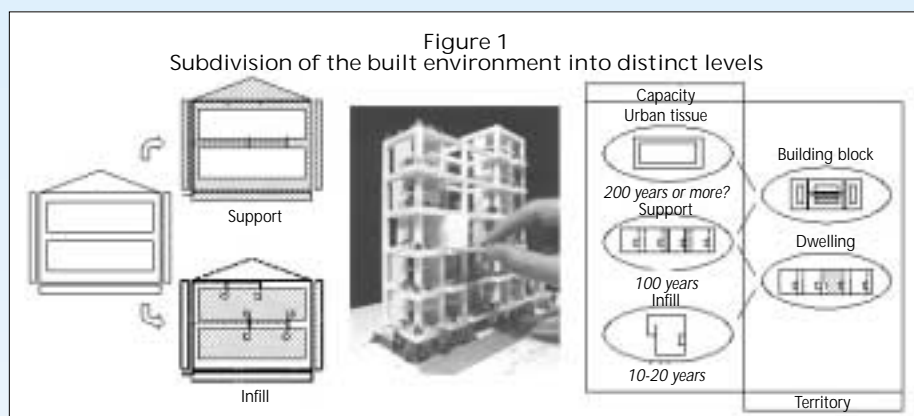 Figure 1
Subdivision of the built environment into distinct levels
Support
Infill
Capacity
Urban tissue
200 years or more?
Support
100 years
Infill
10-20 years
Building block
Dwelling
Territory